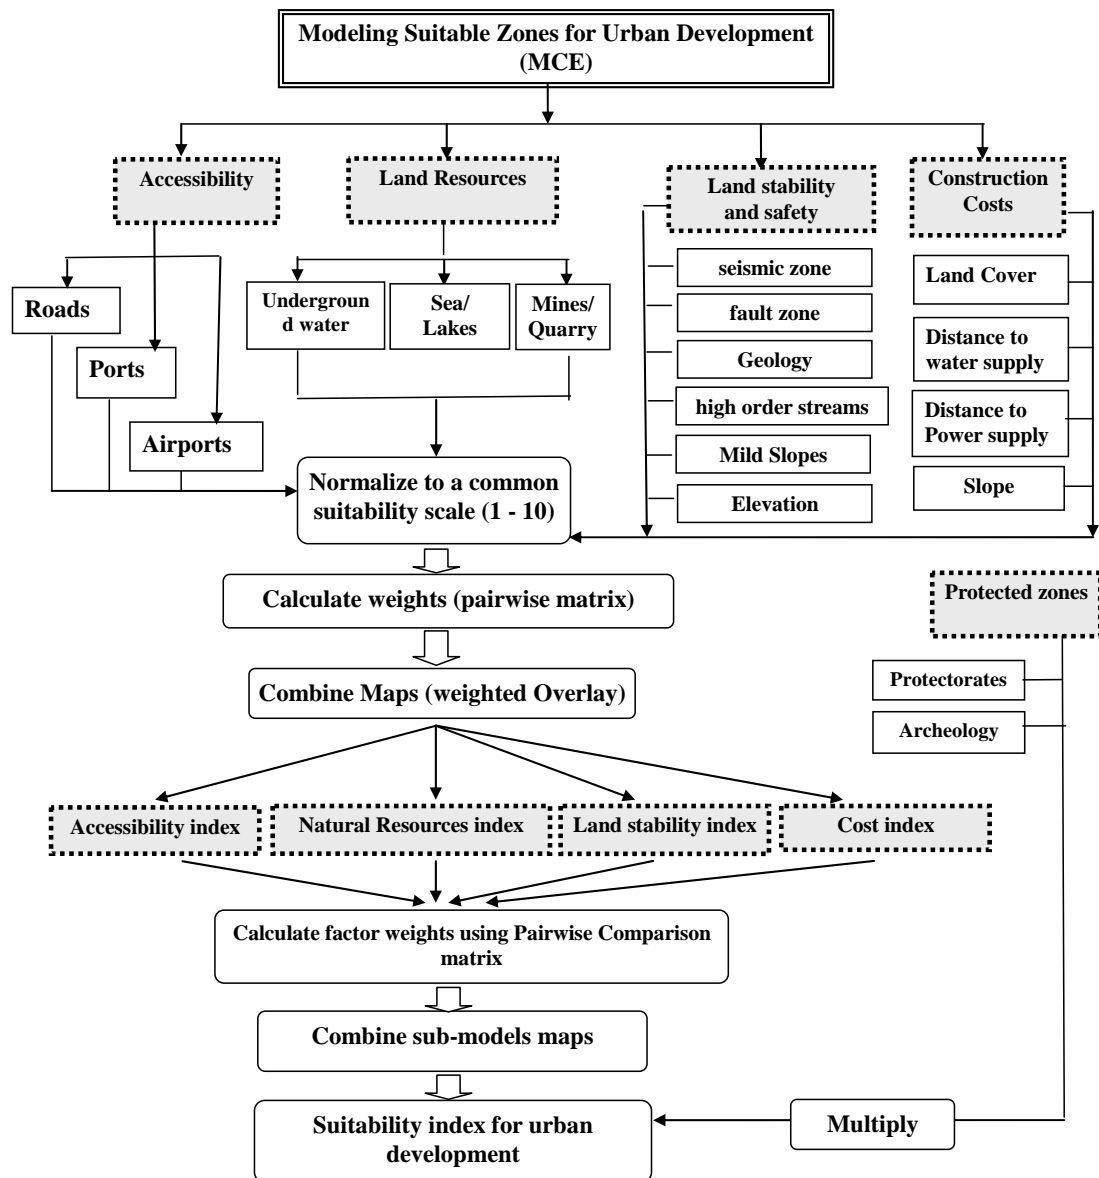 Modeling Suitable Zones for Urban Development
(MCE)
Accessibility
Land Resources
Land stability
and safety
Construction
Costs
Roads
Ports
Airports
Undergroun
d water
Sea/
Lakes
Mines/
Quarry
seismic zone
fault zone
Geology
high order streams
Mild Slopes
Elevation
Land Cover
Distance to
water supply
Distance to
Power supply
Slope
Normalize to a common
suitability scale (1 - 10)
Calculate weights (pairwise matrix)
Protected zones
Combine Maps (weighted Overlay)
Protectorates
Archeology
Accessibility index
Natural Resources index
Land stability index
Cost index
Calculate factor weights using Pairwise Comparison
matrix
Combine sub-models maps
Suitability index for urban
development
Multiply